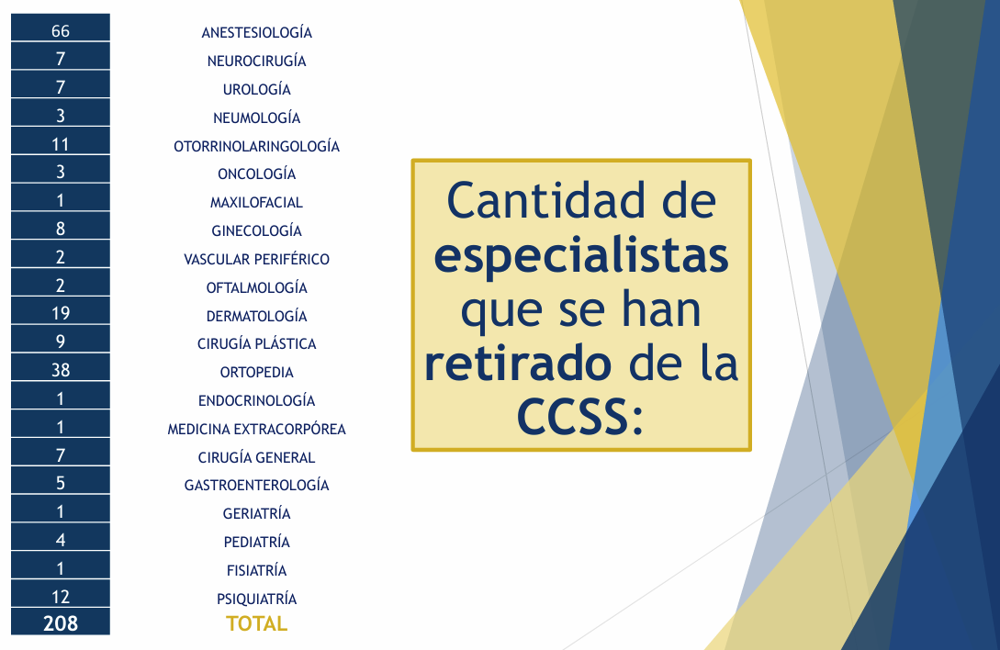 66 ANESTESIOLOGÍA
7 NEUROCIRUGÍA
7 UROLOGÍA
3 NEUMOLOGÍA
11 OTORRINOLARINGOLOGÍA
3 ONCOLOGÍA
1 MAXILOFACIAL
8 GINECOLOGÍA
2 VASCULAR PERIFÉRICO
2 OFTALMOLOGÍA
19 DERMATOLOGÍA
9 CIRUGÍA PLÁSTICA
38 ORTOPEDIA
1 ENDOCRINOLOGÍA
1 MEDICINA EXTRACORPÓREA
7 CIRUGÍA GENERAL
5 GASTROENTEROLOGÍA
1 GERIATRÍA
4 PEDIATRÍA
1 FISIATRÍA
12 PSIQUIATRÍA
208 TOTAL
Cantidad de
especialistas
que se han
retirado de la
CCSS: